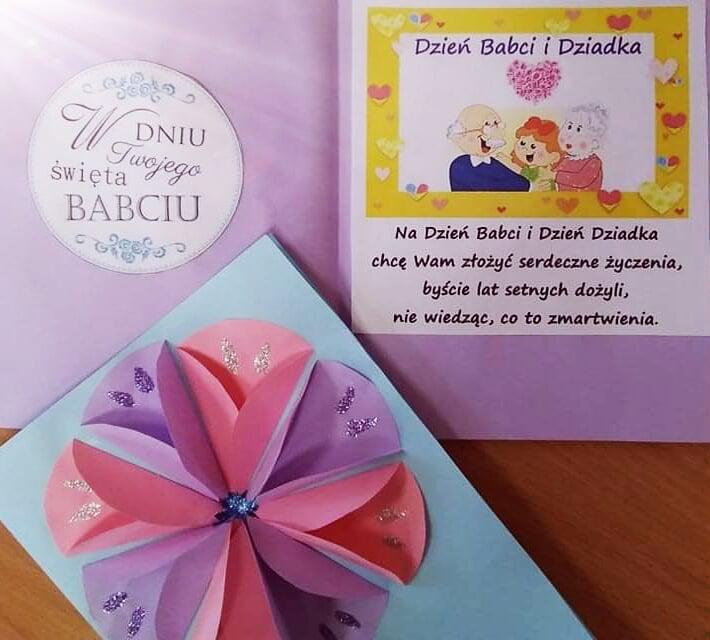 W DNIU
Twojego
święta
BABCIU
Dzień Babci i Dziadka
Na Dzień Babci i Dzień Dziadka
chcę Wam złożyć serdeczne życzenia,
byście lat setnych dożyli,
nie wiedząc, co to zmartwienia.